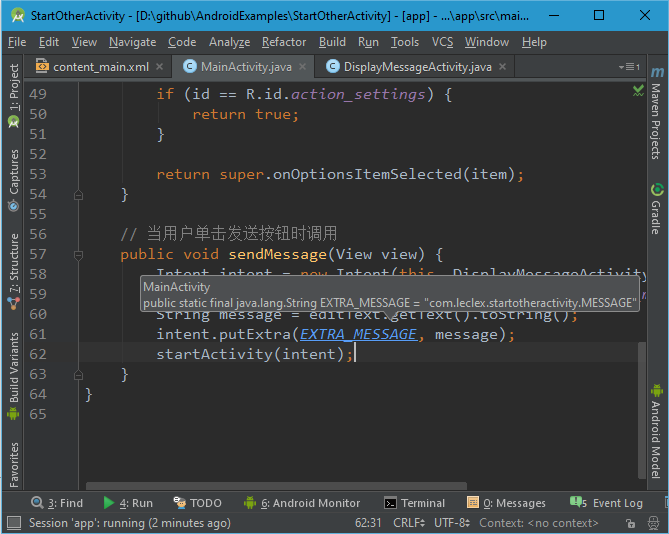 StartOtherActivity - [D:\github\AndroidExamples\StartOtherActivity] - [app] - ...\app\src\mai...
File Edit View Navigate Code Analyze Refactor Build Run Tools VCS Window Help
content_main.xml MainActivity.java DisplayMessageActivity.java
1: Project
Captures
7: Structure
Build Variants
Favorites
49 if (id == R.id.action_settings) {
50 return true;
51 }
52
53 return super.onOptionsItemSelected(item);
54 }
55
56 // 当用户单击发送按钮时调用
57 public void sendMessage(View view) {
58 Intent intent = new Intent(this, DisplayMessageActivity
MainActivity
59 public static final java.lang.String EXTRA_MESSAGE = "com.leclex.startotheractivity.MESSAGE"
60 String message = editText.getText().toString();
61 intent.putExtra(EXTRA_MESSAGE, message);
62 startActivity(intent);
63 }
64 }
65
Maven Projects
Gradle
Android Model
3: Find 4: Run TODO 6: Android Monitor Terminal 0: Messages 5 Event Log
Session 'app': running (2 minutes ago) 62:31 CRLF UTF-8 Context: <no context>